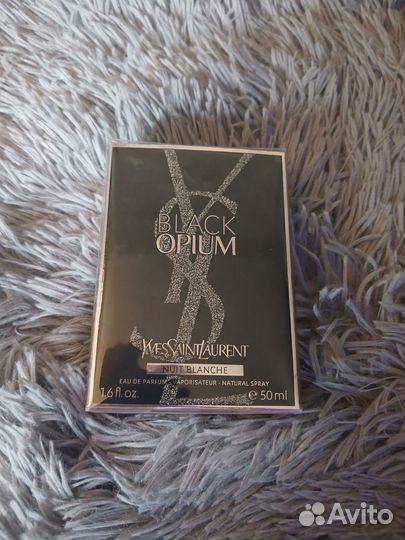 BLACK
OPIUM
YVESSAINTLAURENT
NUIT BLANCHE
EAU DE PARFUM VAPORISATEUR - NATURAL SPRAY
1.6 fl. oz. ℮ 50 ml
Avito